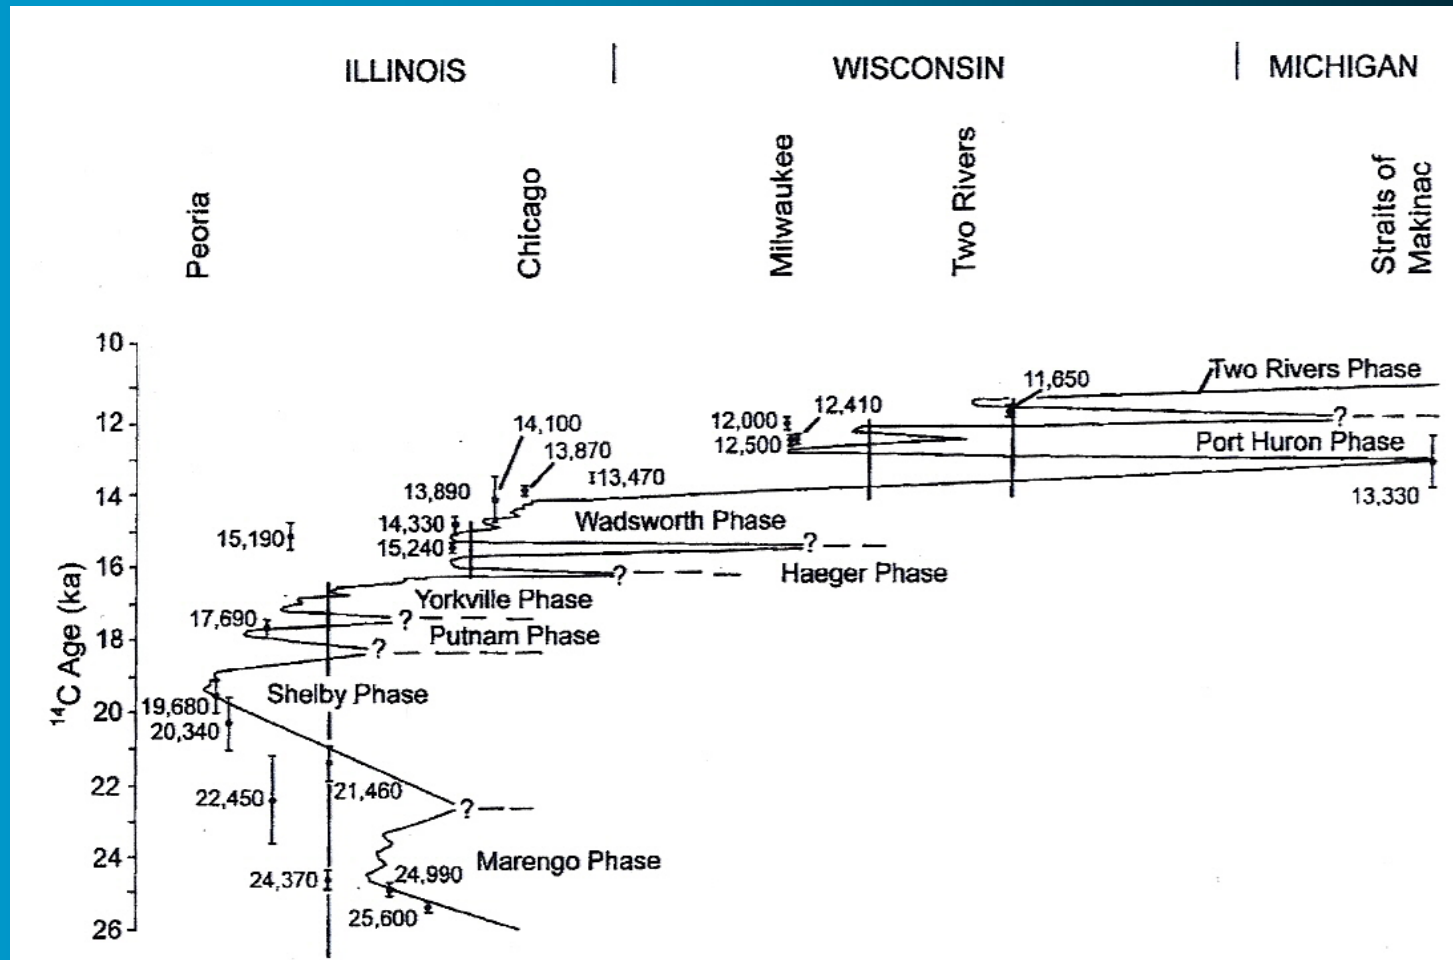 ILLINOIS | WISCONSIN | MICHIGAN
Peoria
Chicago
Milwaukee
Two Rivers
Straits of
Makinac
10
12
14
16
18
20
22
24
26
14C Age (ka)
Two Rivers Phase
11,650
12,410
12,000
14,100
?
Port Huron Phase
12,500
13,870
13,470
13,890
13,330
14,330
Wadsworth Phase
15,190
15,240
?
Haeger Phase
?
Yorkville Phase
17,690
?
Putnam Phase
?
Shelby Phase
19,680
20,340
21,460
22,450
?
Marengo Phase
24,370
24,990
25,600